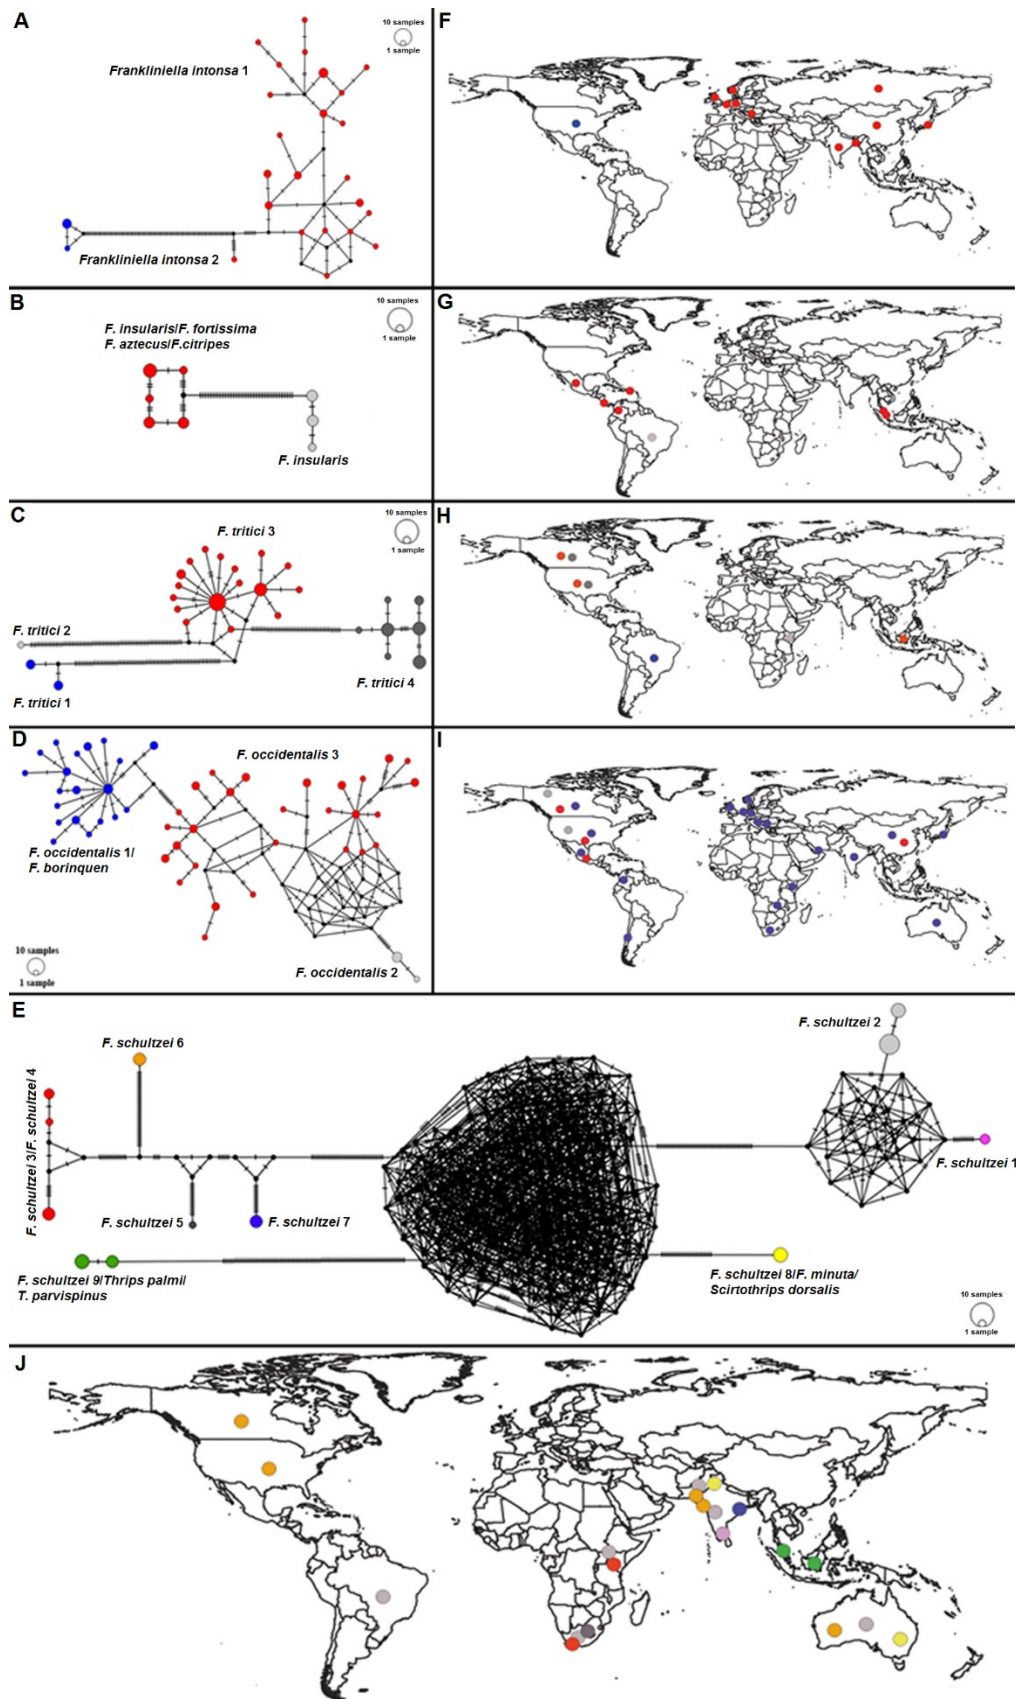 A
10 samples
1 sample
Frankliniella intonsa 1
Frankliniella intonsa 2
F
B
10 samples
1 sample
F. insularis/F. fortissima
F. aztecus/F.citripes
F. insularis
G
C
10 samples
1 sample
F. tritici 3
F. tritici 2
F. tritici 1
F. tritici 4
H
D
F. occidentalis 3
F. occidentalis 1/
F. borinquen
10 samples
1 sample
F. occidentalis 2
I
E
F. schultzei 2
F. schultzei 6
F. schultzei 3/F. schultzei 4
F. schultzei 1
F. schultzei 5
F. schultzei 7
F. schultzei 9/Thrips palmi/
T. parvispinus
F. schultzei 8/F. minuta/
Scirtothrips dorsalis
10 samples
1 sample
J